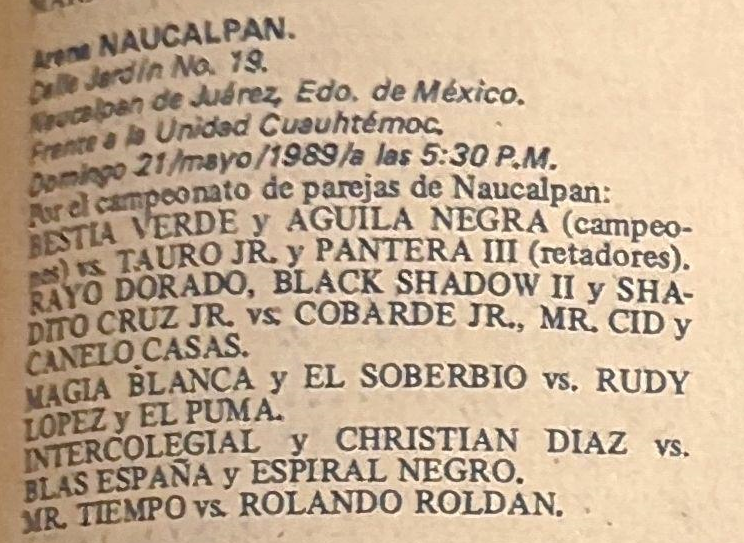 Arena NAUCALPAN.
Calle Jardín No. 19.
Naucalpan de Juárez, Edo. de México.
Frente a la Unidad Cuauhtémoc.
Domingo 21/mayo/1989/a las 5:30 P.M.
Por el campeonato de parejas de Naucalpan:
BESTIA VERDE y AGUILA NEGRA (campeo-
nes) vs. TAURO JR. y PANTERA III (retadores).
RAYO DORADO, BLACK SHADOW II y SHA-
DITO CRUZ JR. vs. COBARDE JR., MR. CID y
CANELO CASAS.
MAGIA BLANCA y EL SOBERBIO vs. RUDY
LOPEZ y EL PUMA.
INTERCOLEGIAL y CHRISTIAN DIAZ vs.
BLAS ESPAÑA y ESPIRAL NEGRO.
MR. TIEMPO vs. ROLANDO ROLDAN.